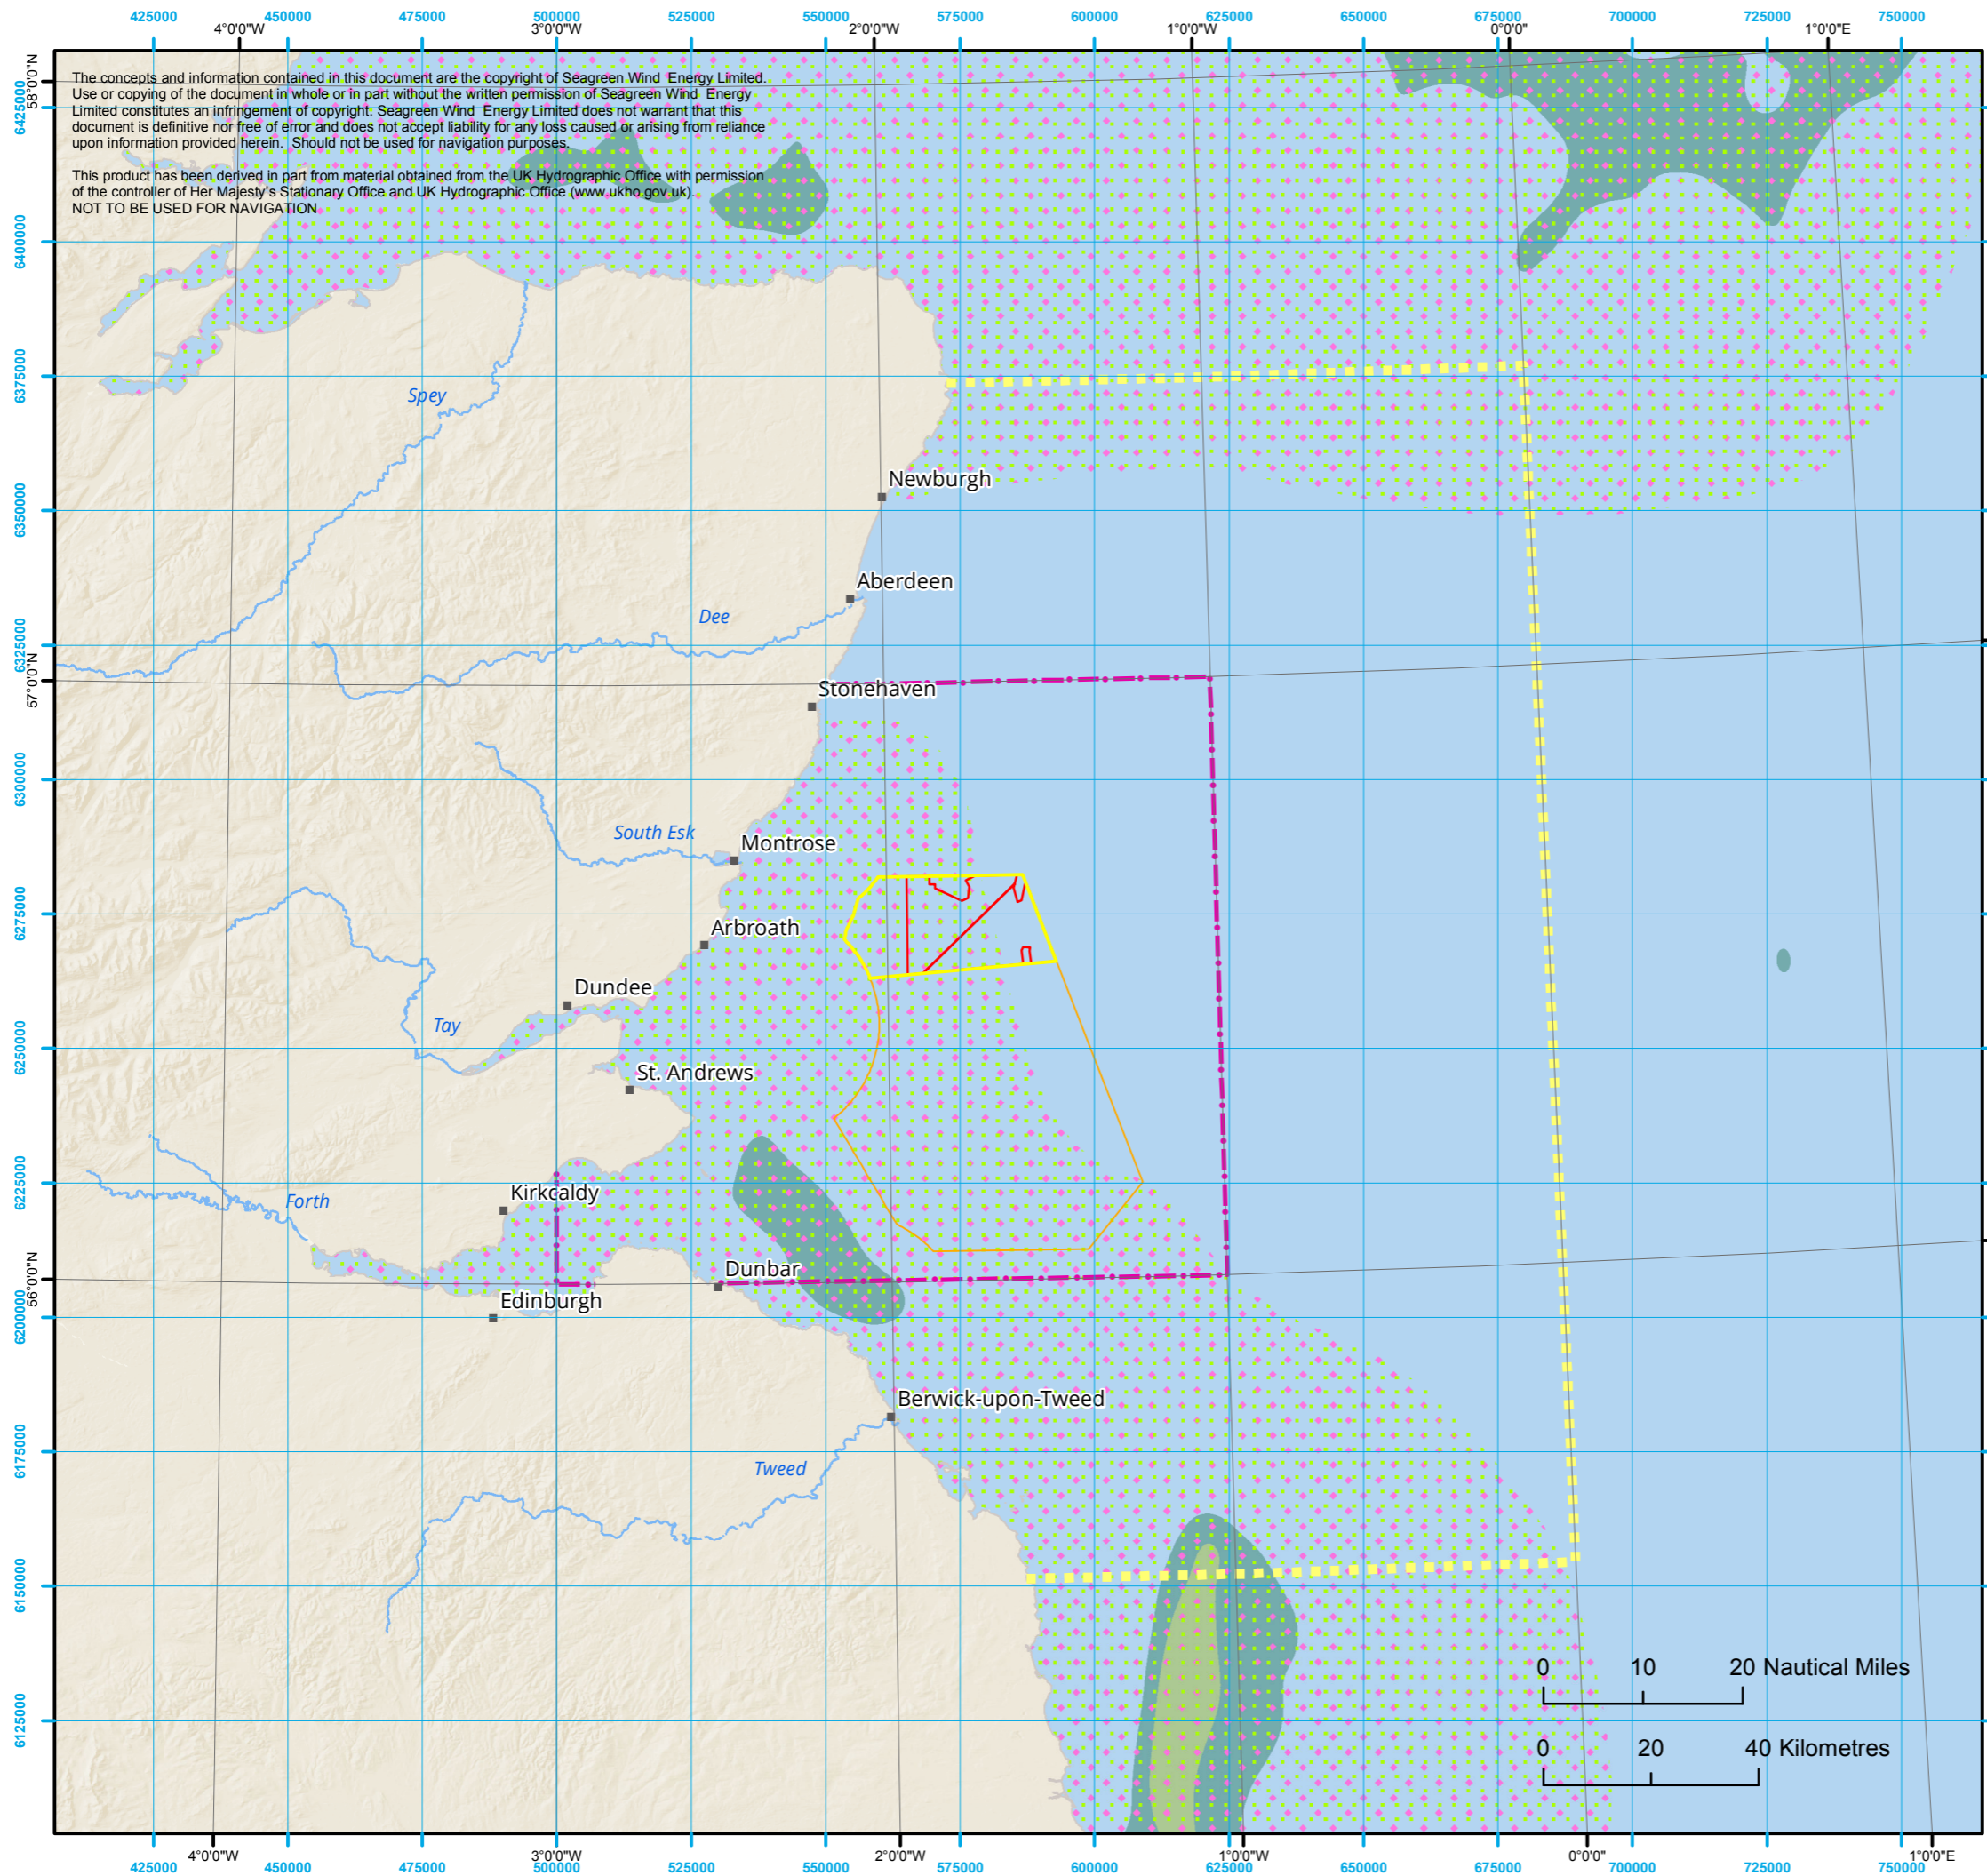 425000 450000 475000 500000 525000 550000 575000 600000 625000 650000 675000 700000 725000 750000
4°0'0"W 3°0'0"W 2°0'0"W 1°0'0"W 0°0'0" 1°0'0"E
The concepts and information contained in this document are the copyright of Seagreen Wind Energy Limited.
Use or copying of the document in whole or in part without the written permission of Seagreen Wind Energy
Limited constitutes an infringement of copyright. Seagreen Wind Energy Limited does not warrant that this
document is definitive nor free of error and does not accept liability for any loss caused or arising from reliance
upon information provided herein. Should not be used for navigation purposes.
This product has been derived in part from material obtained from the UK Hydrographic Office with permission
of the controller of Her Majesty's Stationary Office and UK Hydrographic Office (www.ukho.gov.uk).
NOT TO BE USED FOR NAVIGATION
58°0'0"N
6425000
6400000
6375000
Spey
Newburgh
6350000
Aberdeen
Dee
6325000
57°0'0"N
Stonehaven
6300000
South Esk
Montrose
6275000
Arbroath
Dundee
Tay
6250000
St. Andrews
6225000
Kirkcaldy
Forth
56°0'0"N
Dunbar
Edinburgh
6200000
Berwick-upon-Tweed
6175000
Tweed
6150000
0 10 20 Nautical Miles
6125000
0 20 40 Kilometres
4°0'0"W 3°0'0"W 2°0'0"W 1°0'0"W 0°0'0" 1°0'0"E
425000 450000 475000 500000 525000 550000 575000 600000 625000 650000 675000 700000 725000 750000